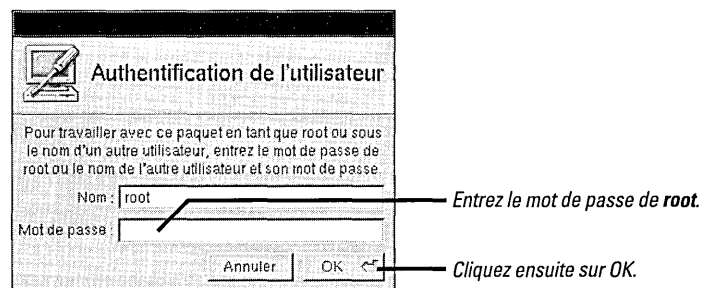 Authentification de l'utilisateur
Pour travailler avec ce paquet en tant que root ou sous
le nom d'un autre utilisateur, entrez le mot de passe de
root ou le nom de l'autre utilisateur et son mot de passe.
Nom : root
Mot de passe :
Entrez le mot de passe de root.
Annuler OK
Cliquez ensuite sur OK.